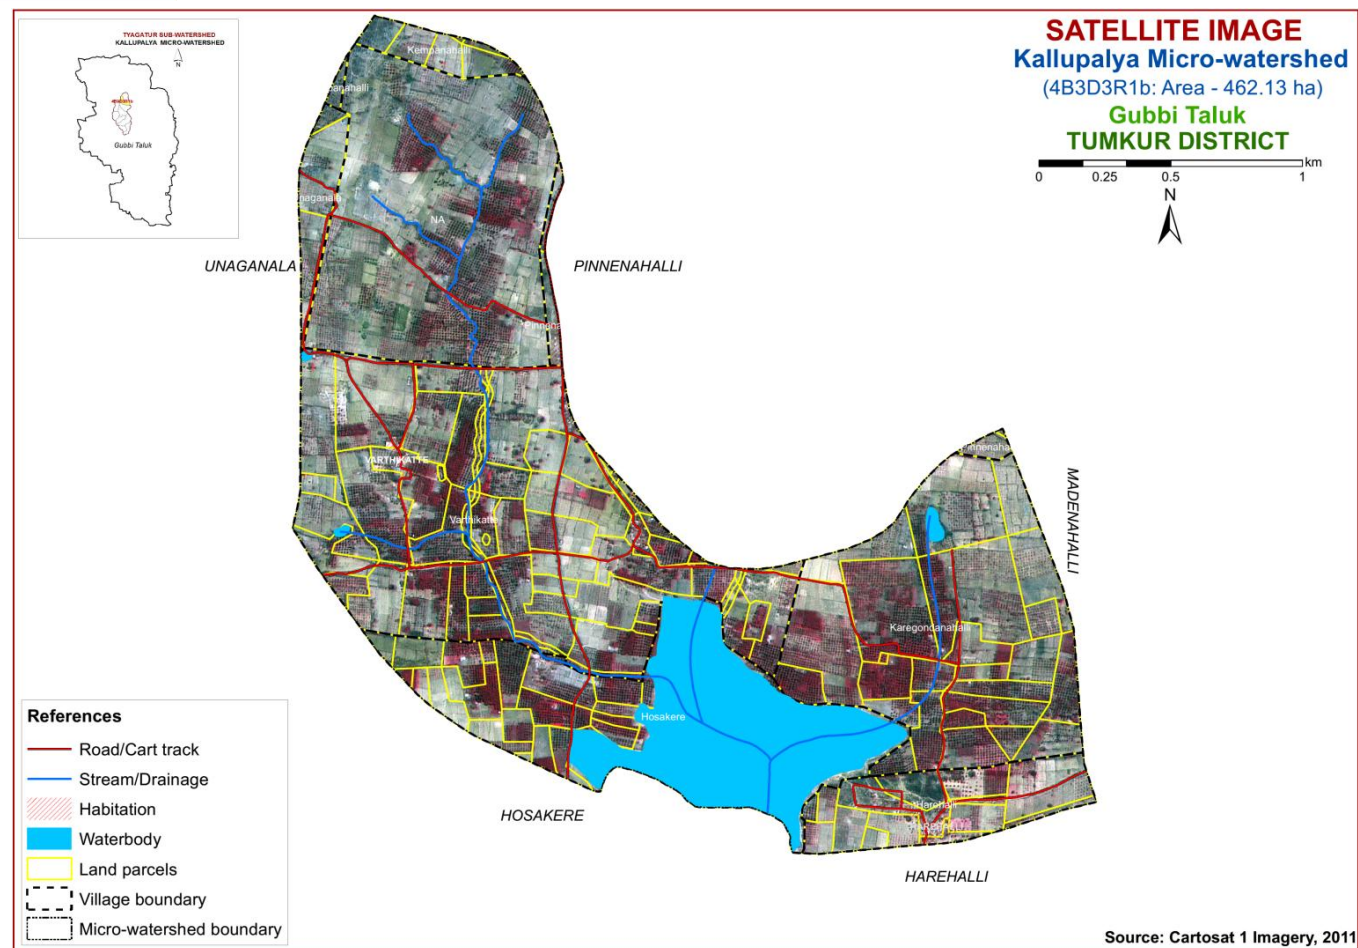 TYAGATUR SUB-WATERSHED
KALLUPALYA MICRO-WATERSHED
N
Gubbi Taluk
SATELLITE IMAGE
Kallupalya Micro-watershed
(4B3D3R1b: Area - 462.13 ha)
Gubbi Taluk
TUMKUR DISTRICT
km
0 0.25 0.5 1
N
Kempanahalli
NA
UNAGANALA
PINNENAHALLI
VARTHIKATTE
MADENAHALLI
Karegondanahalli
Hosakere
Harehalli
HOSAKERE
HAREHALLI
References
Road/Cart track
Stream/Drainage
Habitation
Waterbody
Land parcels
Village boundary
Micro-watershed boundary
Source: Cartosat 1 Imagery, 2011